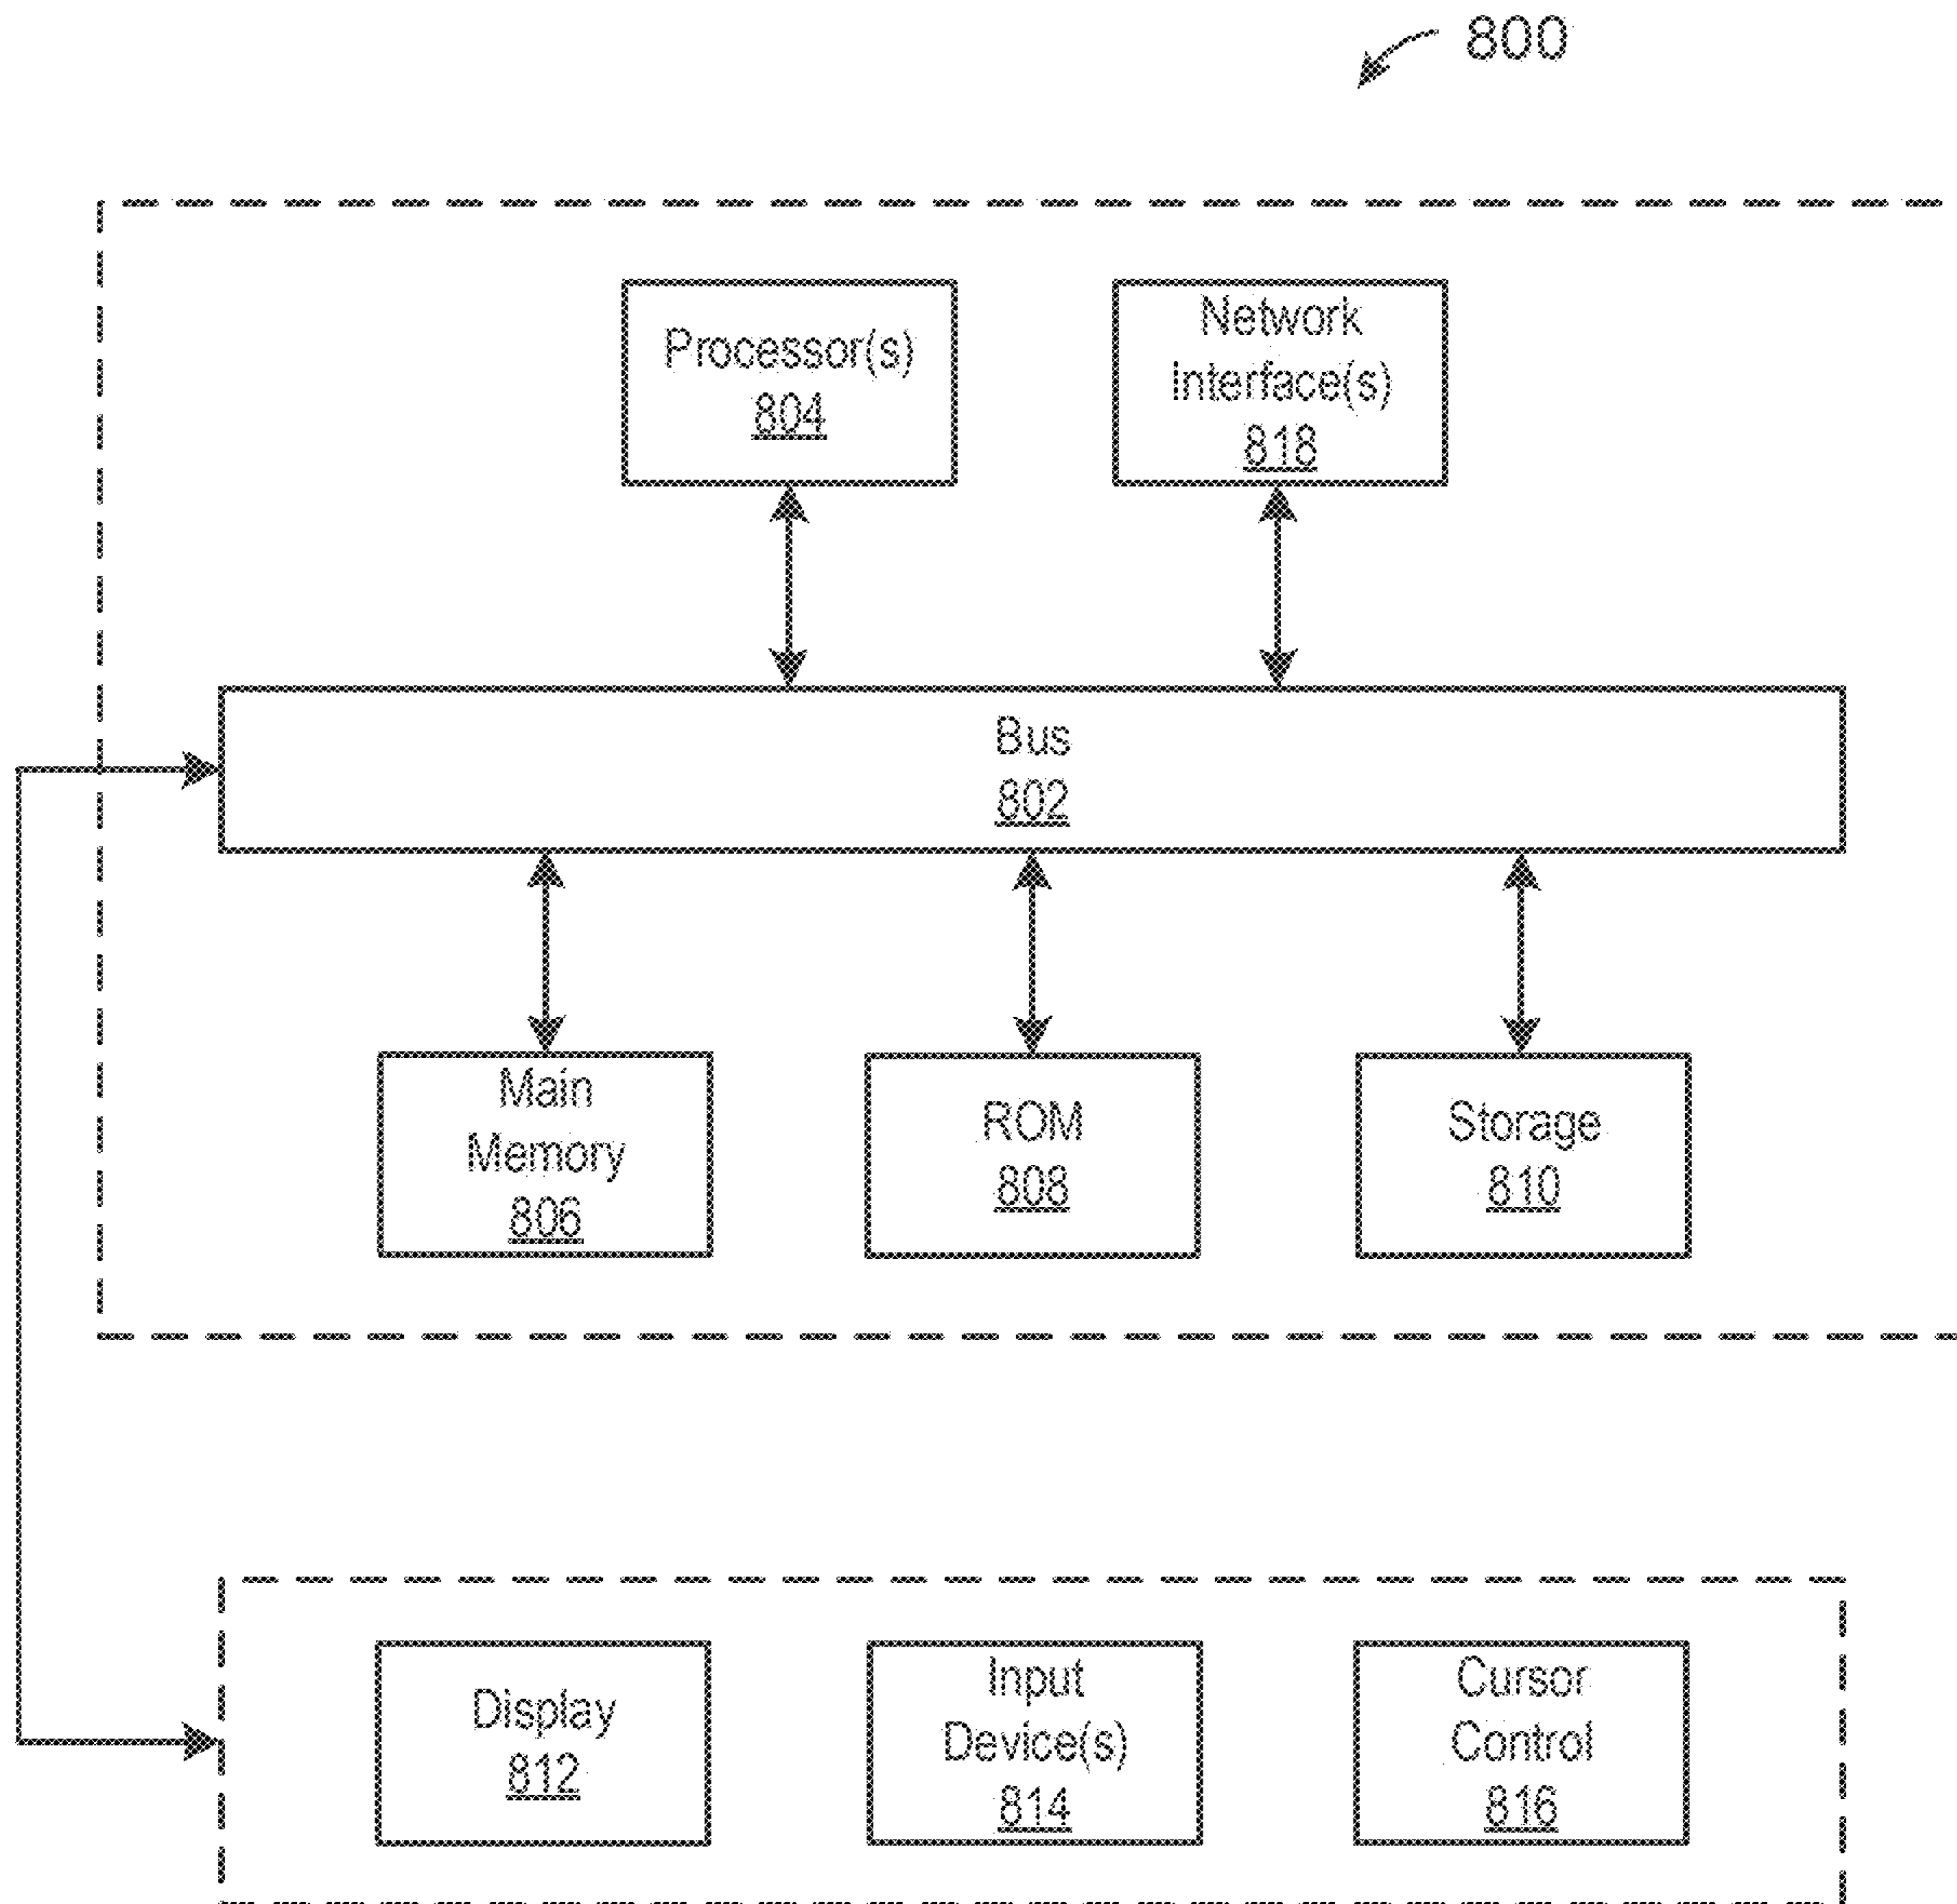 800
Processor(s)
804
Network
Interface(s)
818
Bus
802
Main
Memory
806
ROM
808
Storage
810
Display
812
Input
Device(s)
814
Cursor
Control
816